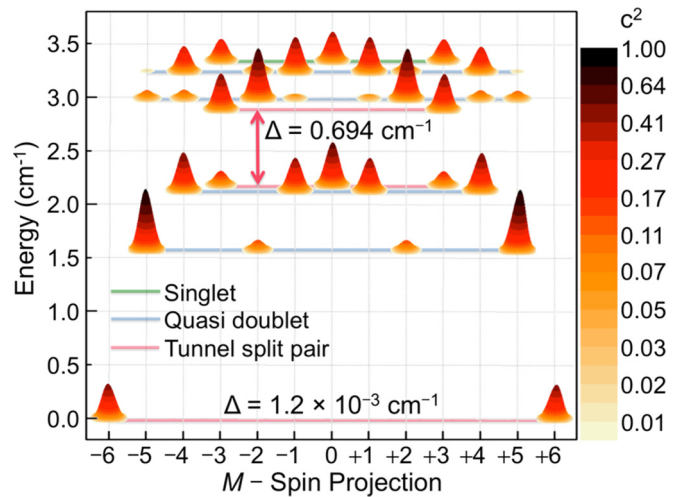 c²
3.5
3.0
2.5
2.0
1.5
1.0
0.5
0.0
Energy (cm⁻¹)
Δ = 0.694 cm⁻¹
Singlet
Quasi doublet
Tunnel split pair
Δ = 1.2 × 10⁻³ cm⁻¹
−6 −5 −4 −3 −2 −1 0 +1 +2 +3 +4 +5 +6
M − Spin Projection
1.00
0.64
0.41
0.27
0.17
0.11
0.07
0.05
0.03
0.02
0.01